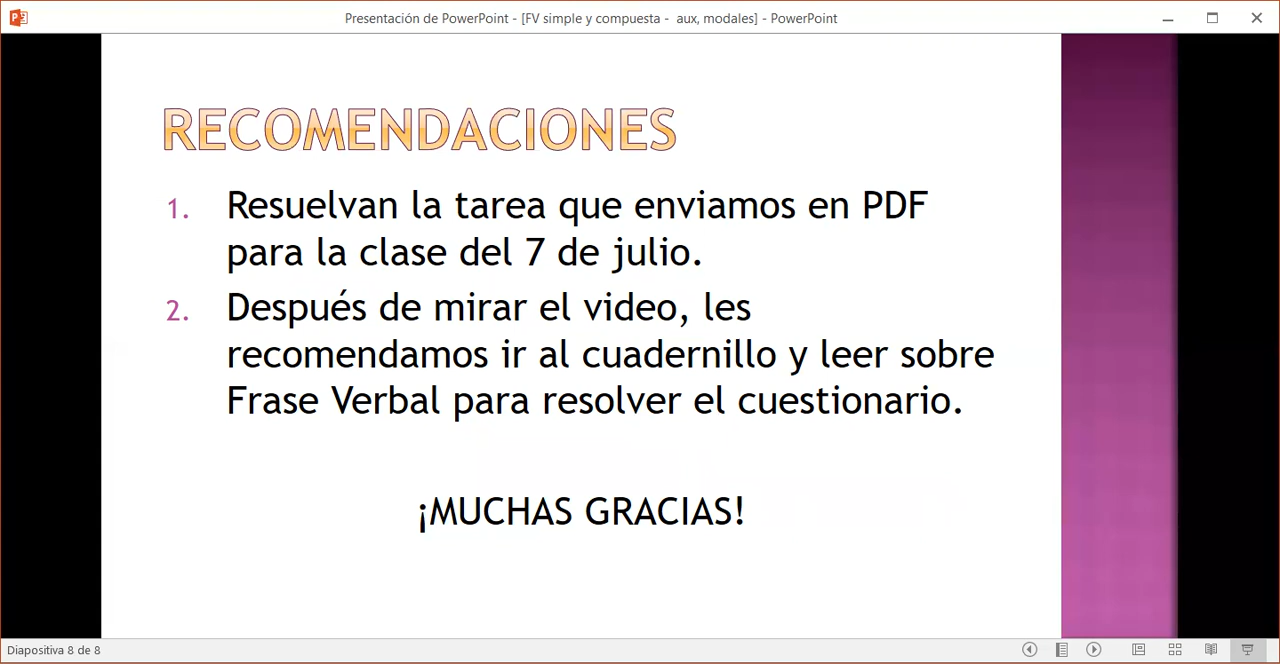 Presentación de PowerPoint - [FV simple y compuesta - aux, modales] - PowerPoint
RECOMENDACIONES
1. Resuelvan la tarea que enviamos en PDF
para la clase del 7 de julio.
2. Después de mirar el video, les
recomendamos ir al cuadernillo y leer sobre
Frase Verbal para resolver el cuestionario.
¡MUCHAS GRACIAS!
Diapositiva 8 de 8